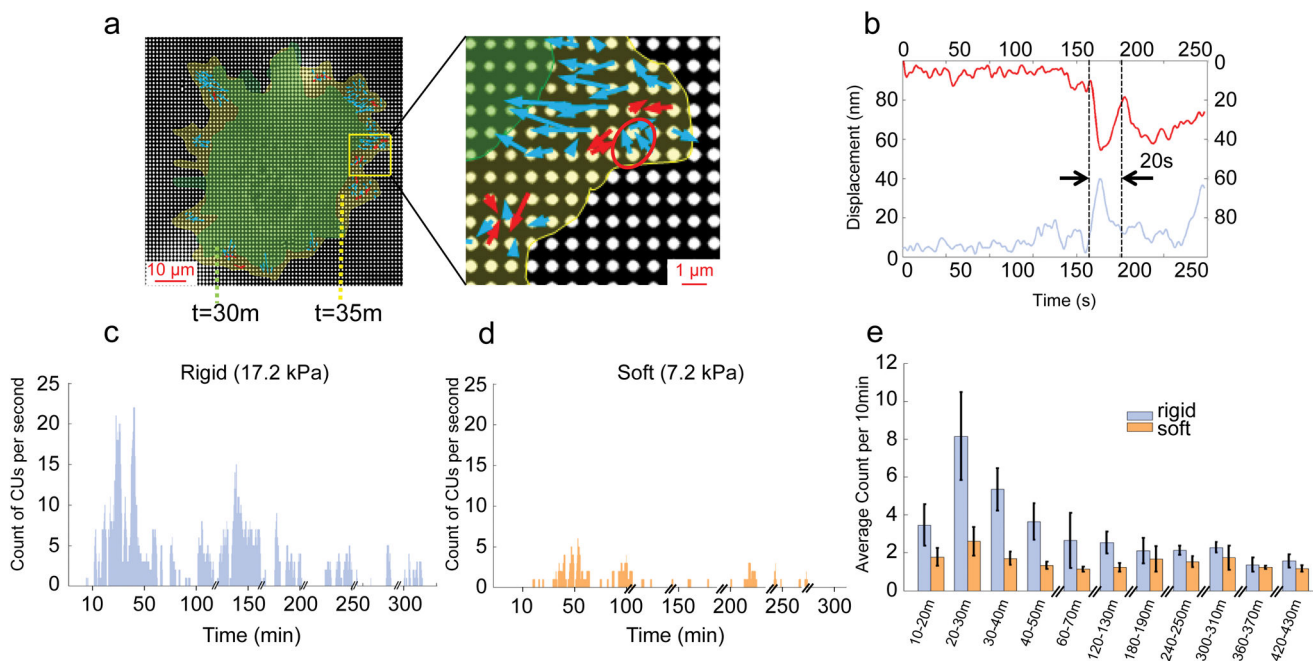 a
10 μm
1 μm
t=30m
t=35m
b
0 50 100 150 200 250
80
60
40
20
0
Displacement (nm)
0
20
40
60
80
20s
0 50 100 150 200 250
Time (s)
c
Rigid (17.2 kPa)
Count of CUs per second
25
20
15
10
5
0
10 50 100 150 200 250 300
Time (min)
d
Soft (7.2 kPa)
Count of CUs per second
25
20
15
10
5
0
10 50 100 150 200 250 300
Time (min)
e
Average Count per 10min
12
10
8
6
4
2
0
rigid
soft
10-20m
20-30m
30-40m
40-50m
60-70m
120-130m
180-190m
240-250m
300-310m
360-370m
420-430m